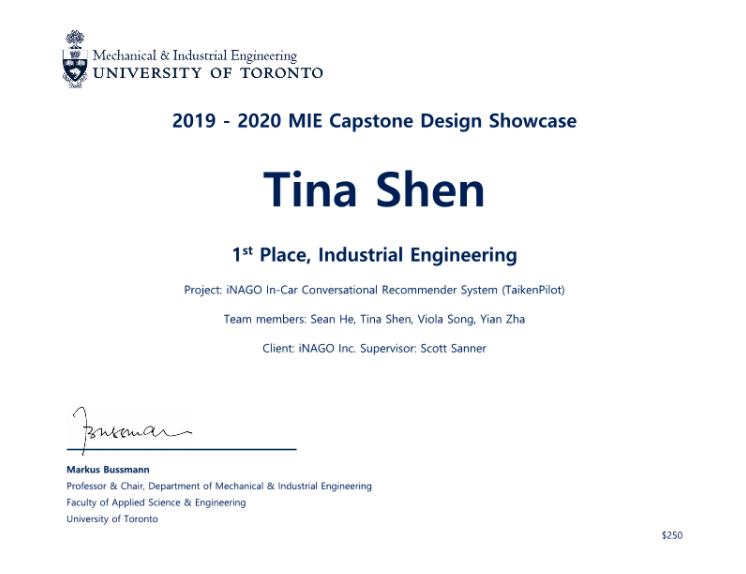 Mechanical & Industrial Engineering
UNIVERSITY OF TORONTO
2019 - 2020 MIE Capstone Design Showcase
Tina Shen
1st Place, Industrial Engineering
Project: iNAGO In-Car Conversational Recommender System (TaikenPilot)
Team members: Sean He, Tina Shen, Viola Song, Yian Zha
Client: iNAGO Inc. Supervisor: Scott Sanner
Bussmann
Markus Bussmann
Professor & Chair, Department of Mechanical & Industrial Engineering
Faculty of Applied Science & Engineering
University of Toronto
$250